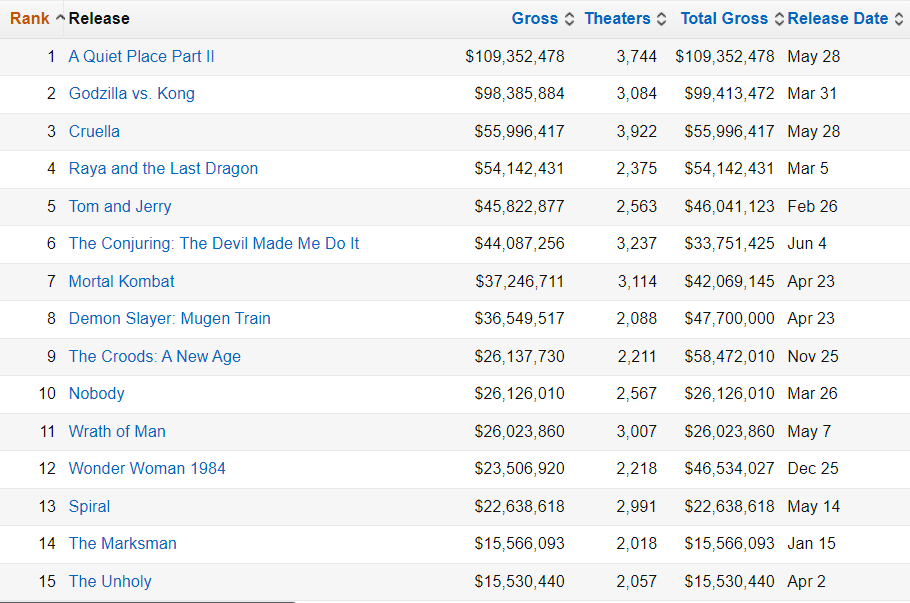 Rank Release Gross Theaters Total Gross Release Date
1 A Quiet Place Part II $109,352,478 3,744 $109,352,478 May 28
2 Godzilla vs. Kong $98,385,884 3,084 $99,413,472 Mar 31
3 Cruella $55,996,417 3,922 $55,996,417 May 28
4 Raya and the Last Dragon $54,142,431 2,375 $54,142,431 Mar 5
5 Tom and Jerry $45,822,877 2,563 $46,041,123 Feb 26
6 The Conjuring: The Devil Made Me Do It $44,087,256 3,237 $33,751,425 Jun 4
7 Mortal Kombat $37,246,711 3,114 $42,069,145 Apr 23
8 Demon Slayer: Mugen Train $36,549,517 2,088 $47,700,000 Apr 23
9 The Croods: A New Age $26,137,730 2,211 $58,472,010 Nov 25
10 Nobody $26,126,010 2,567 $26,126,010 Mar 26
11 Wrath of Man $26,023,860 3,007 $26,023,860 May 7
12 Wonder Woman 1984 $23,506,920 2,218 $46,534,027 Dec 25
13 Spiral $22,638,618 2,991 $22,638,618 May 14
14 The Marksman $15,566,093 2,018 $15,566,093 Jan 15
15 The Unholy $15,530,440 2,057 $15,530,440 Apr 2